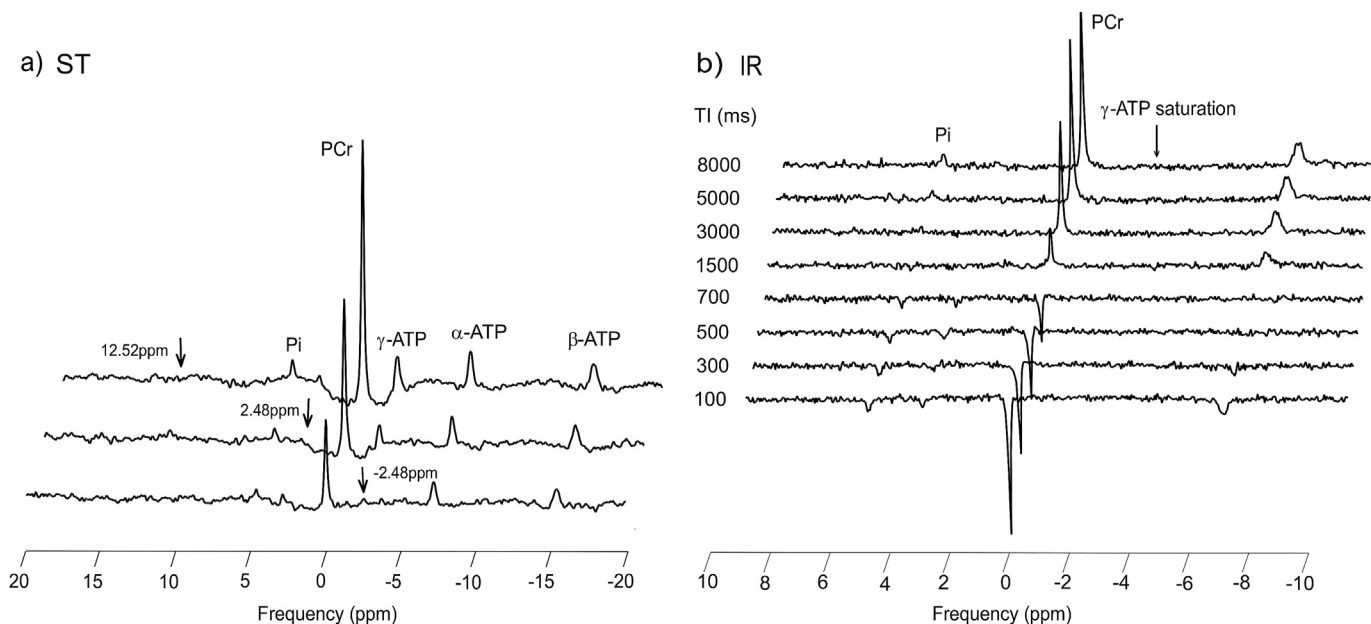 a) ST
PCr
12.52ppm
Pi
γ-ATP
α-ATP
β-ATP
2.48ppm
-2.48ppm
20 15 10 5 0 -5 -10 -15 -20
Frequency (ppm)
b) IR
PCr
TI (ms)
γ-ATP saturation
Pi
8000
5000
3000
1500
700
500
300
100
10 8 6 4 2 0 -2 -4 -6 -8 -10
Frequency (ppm)